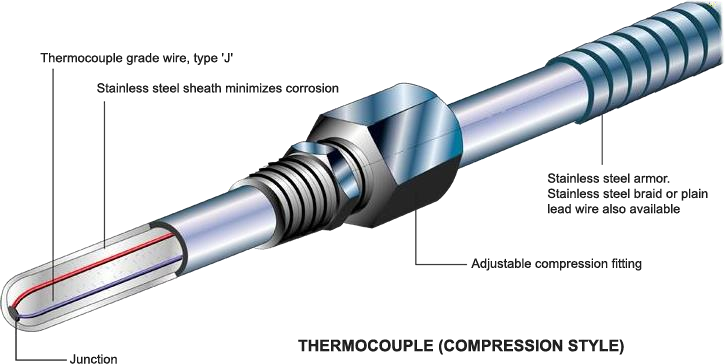 Thermocouple grade wire, type 'J'
Stainless steel sheath minimizes corrosion
Stainless steel armor.
Stainless steel braid or plain
lead wire also available
Adjustable compression fitting
THERMOCOUPLE (COMPRESSION STYLE)
Junction